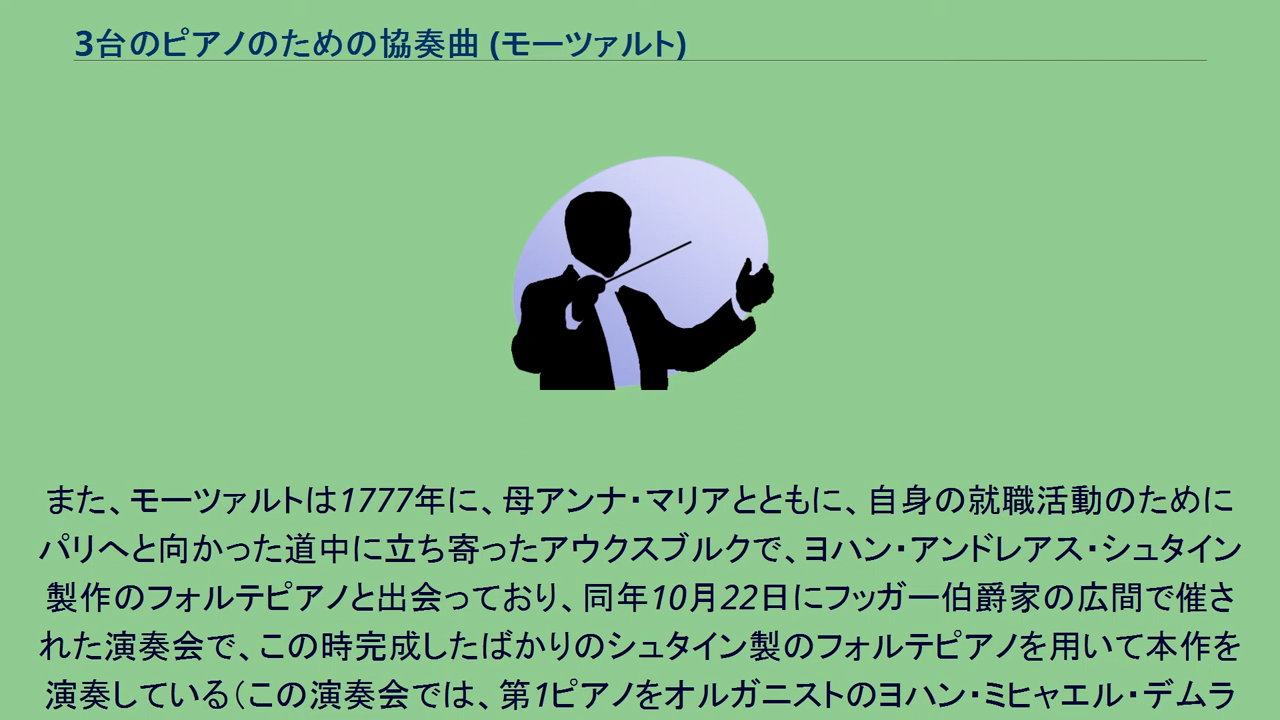 3台のピアノのための協奏曲 (モーツァルト)
また、モーツァルトは1777年に、母アンナ・マリアとともに、自身の就職活動のために
パリへと向かった道中に立ち寄ったアウクスブルクで、ヨハン・アンドレアス・シュタイン
製作のフォルテピアノと出会っており、同年10月22日にフッガー伯爵家の広間で催さ
れた演奏会で、この時完成したばかりのシュタイン製のフォルテピアノを用いて本作を
演奏している（この演奏会では、第1ピアノをオルガニストのヨハン・ミヒャエル・デムラ